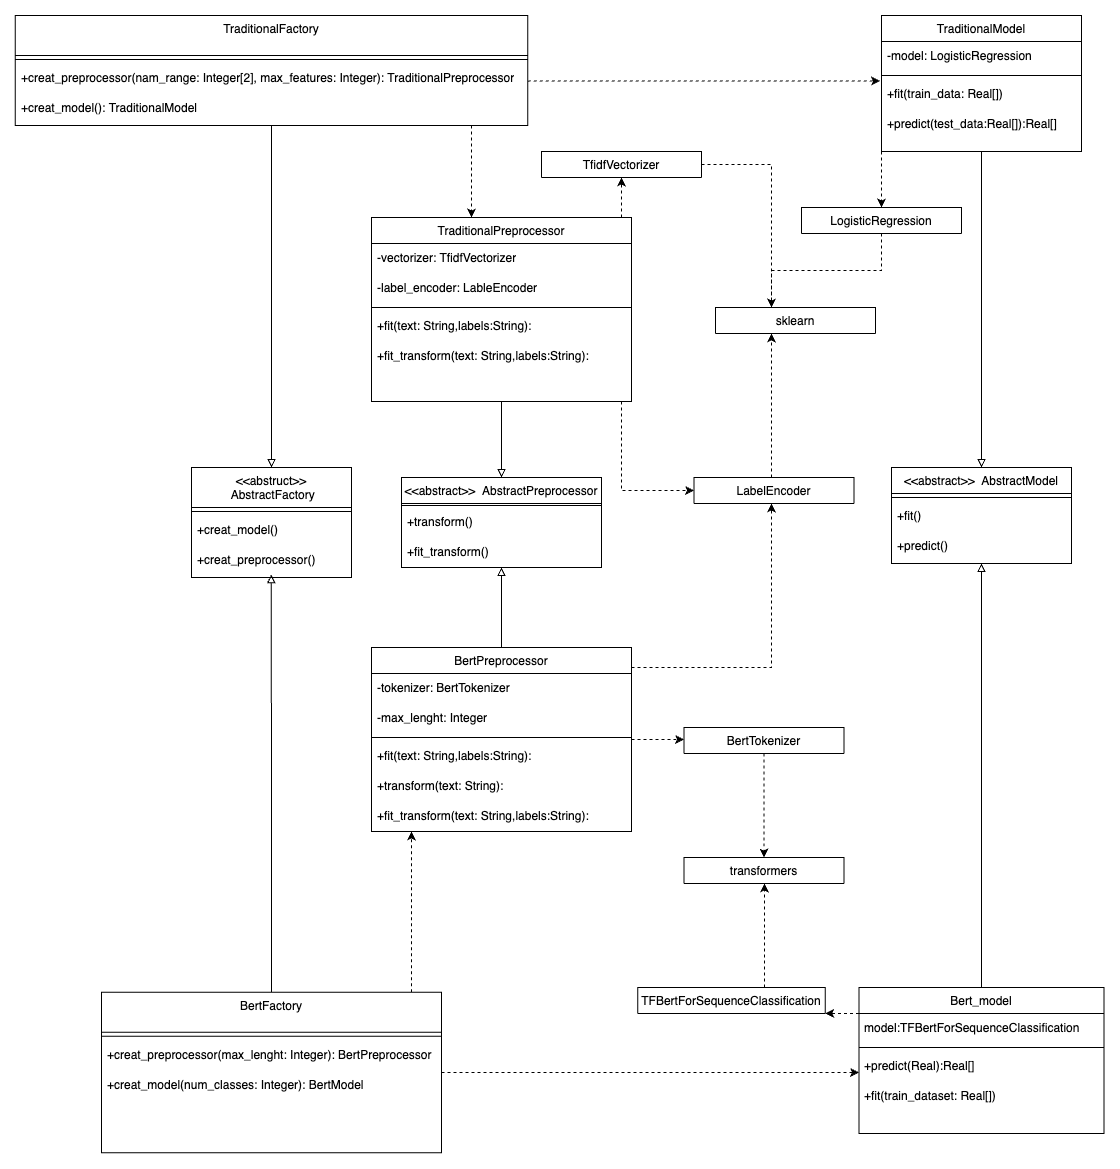 TraditionalFactory
+creat_preprocessor(nam_range: Integer[2], max_features: Integer): TraditionalPreprocessor
+creat_model(): TraditionalModel
TraditionalModel
-model: LogisticRegression
+fit(train_data: Real[])
+predict(test_data:Real[]):Real[]
TfidfVectorizer
LogisticRegression
TraditionalPreprocessor
-vectorizer: TfidfVectorizer
-label_encoder: LableEncoder
+fit(text: String,labels:String):
+fit_transform(text: String,labels:String):
sklearn
<<abstruct>>
AbstractFactory
+creat_model()
+creat_preprocessor()
<<abstract>> AbstractPreprocessor
+transform()
+fit_transform()
LabelEncoder
<<abstract>> AbstractModel
+fit()
+predict()
BertPreprocessor
-tokenizer: BertTokenizer
-max_lenght: Integer
+fit(text: String,labels:String):
+transform(text: String):
+fit_transform(text: String,labels:String):
BertTokenizer
transformers
BertFactory
+creat_preprocessor(max_lenght: Integer): BertPreprocessor
+creat_model(num_classes: Integer): BertModel
TFBertForSequenceClassification
Bert_model
model:TFBertForSequenceClassification
+predict(Real):Real[]
+fit(train_dataset: Real[])